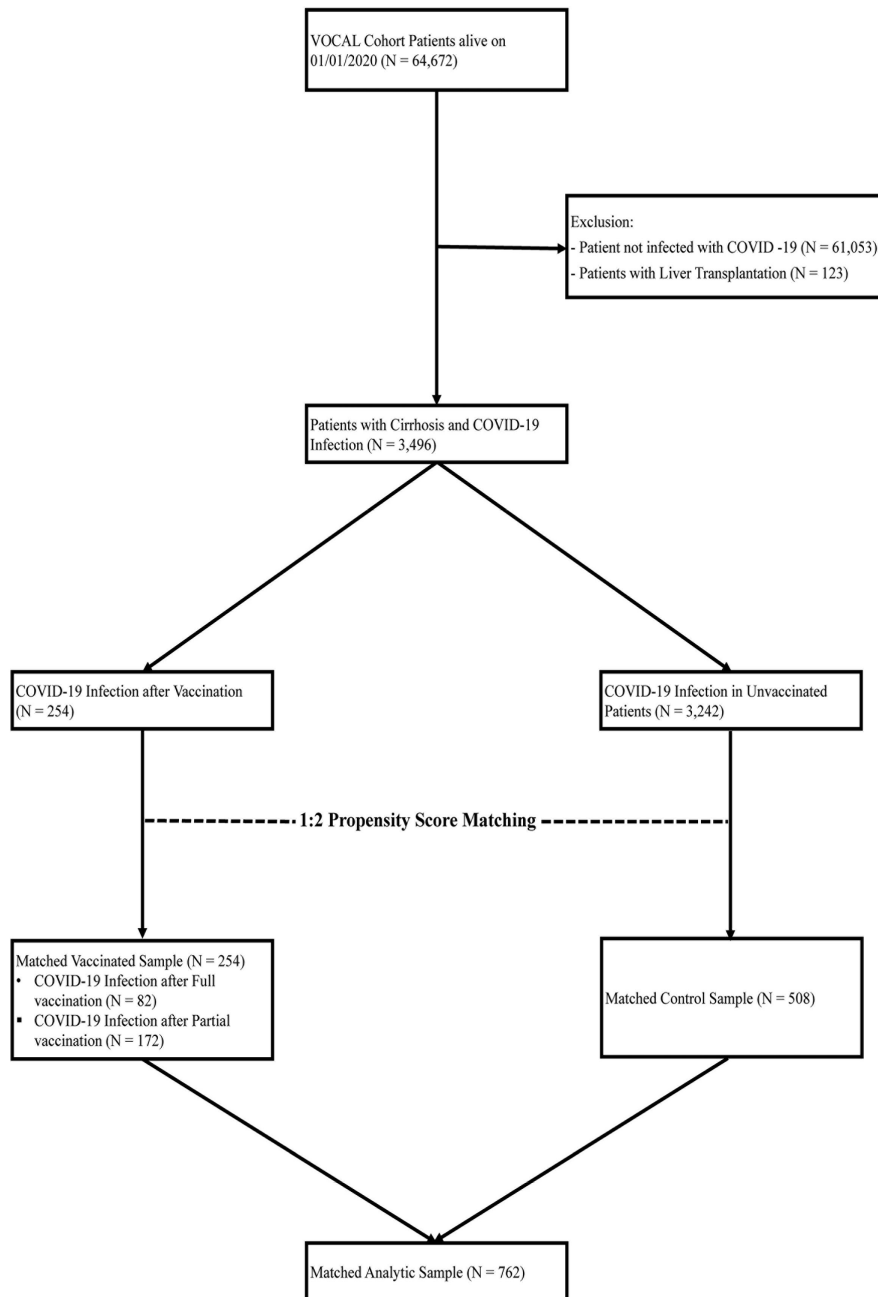 VOCAL Cohort Patients alive on
01/01/2020 (N = 64,672)
Exclusion:
- Patient not infected with COVID -19 (N = 61,053)
- Patients with Liver Transplantation (N = 123)
Patients with Cirrhosis and COVID-19
Infection (N = 3,496)
COVID-19 Infection after Vaccination
(N = 254)
COVID-19 Infection in Unvaccinated
Patients (N = 3,242)
1:2 Propensity Score Matching
Matched Vaccinated Sample (N = 254)
• COVID-19 Infection after Full
vaccination (N = 82)
▪ COVID-19 Infection after Partial
vaccination (N = 172)
Matched Control Sample (N = 508)
Matched Analytic Sample (N = 762)